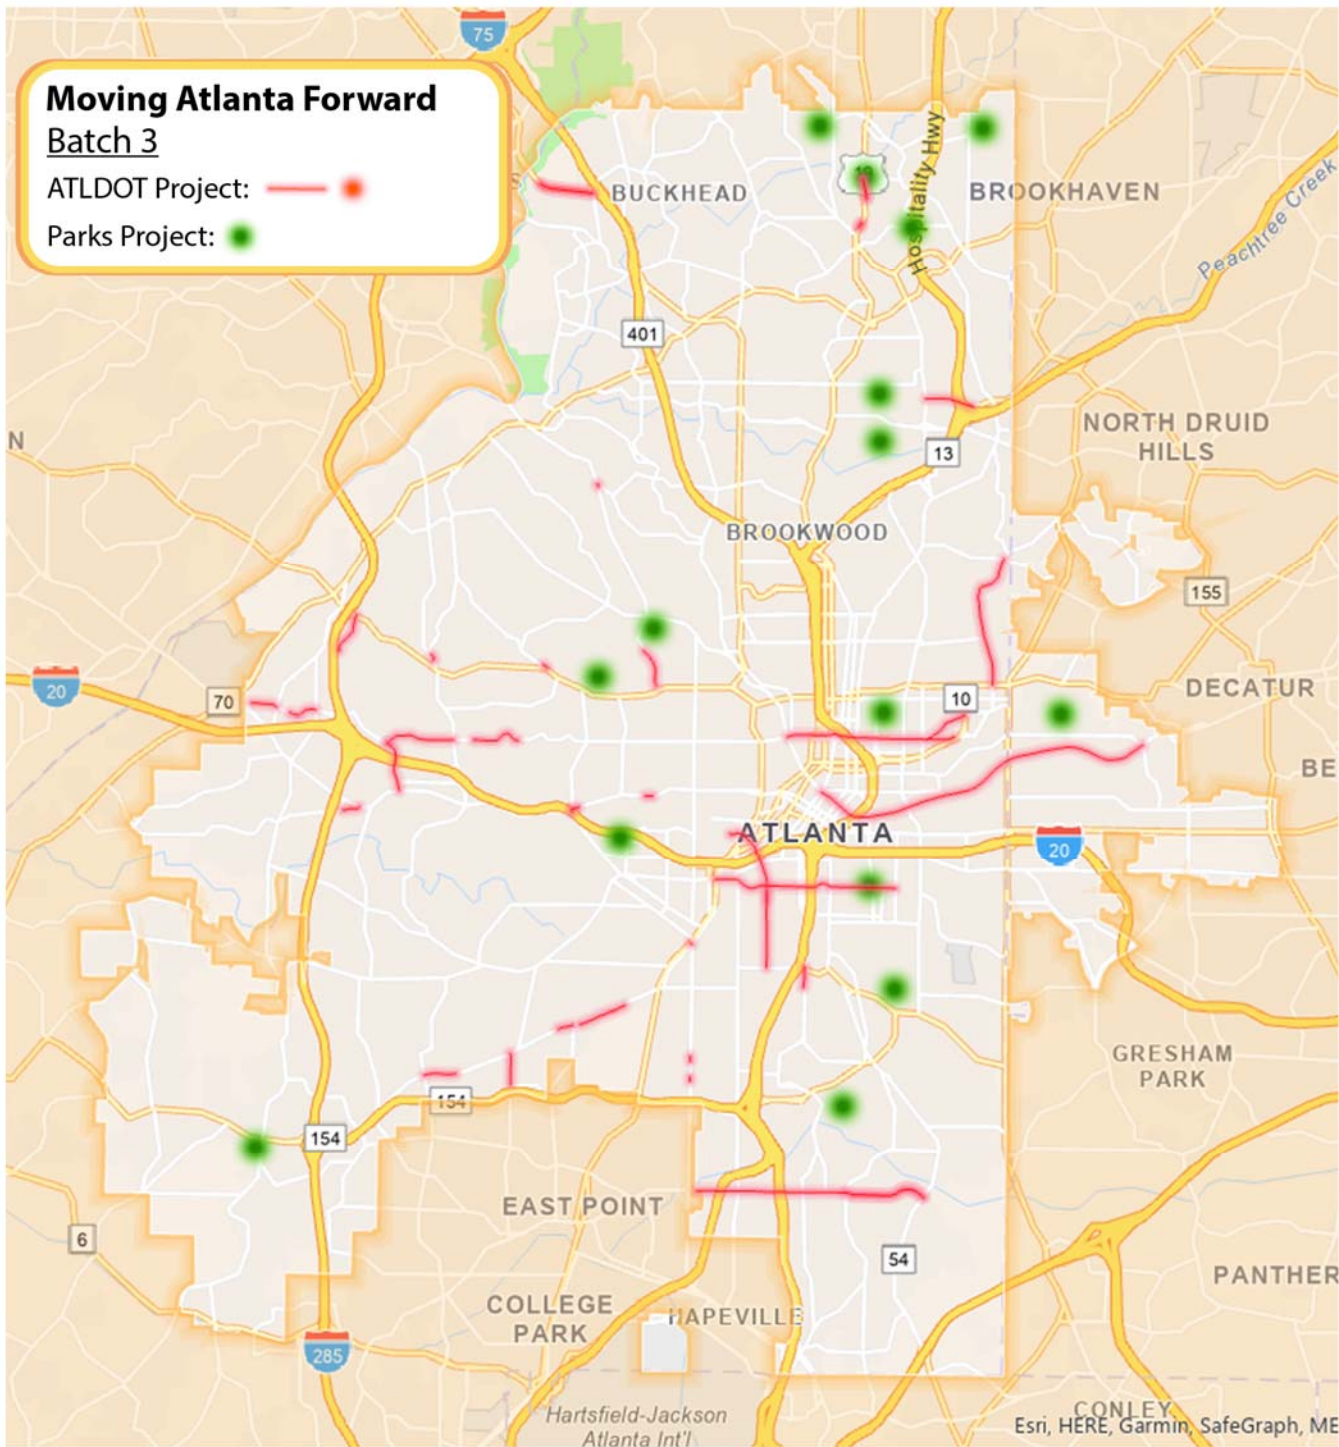 75
Moving Atlanta Forward
Batch 3
ATLDOT Project:
Parks Project:
S
BUCKHEAD
Hospitality Hwy
BROOKHAVEN
Peachtree Creek
401
NORTH DRUID
HILLS
N
13
BROOKWOOD
155
20
70
10
DECATUR
BE
ATLANTA
20
GRESHAM
PARK
154
154
EAST POINT
6
54
PANTHER
COLLEGE
PARK
HAPEVILLE
285
Hartsfield-Jackson
Atlanta Int'l
CONLEY
Esri, HERE, Garmin, SafeGraph, ME